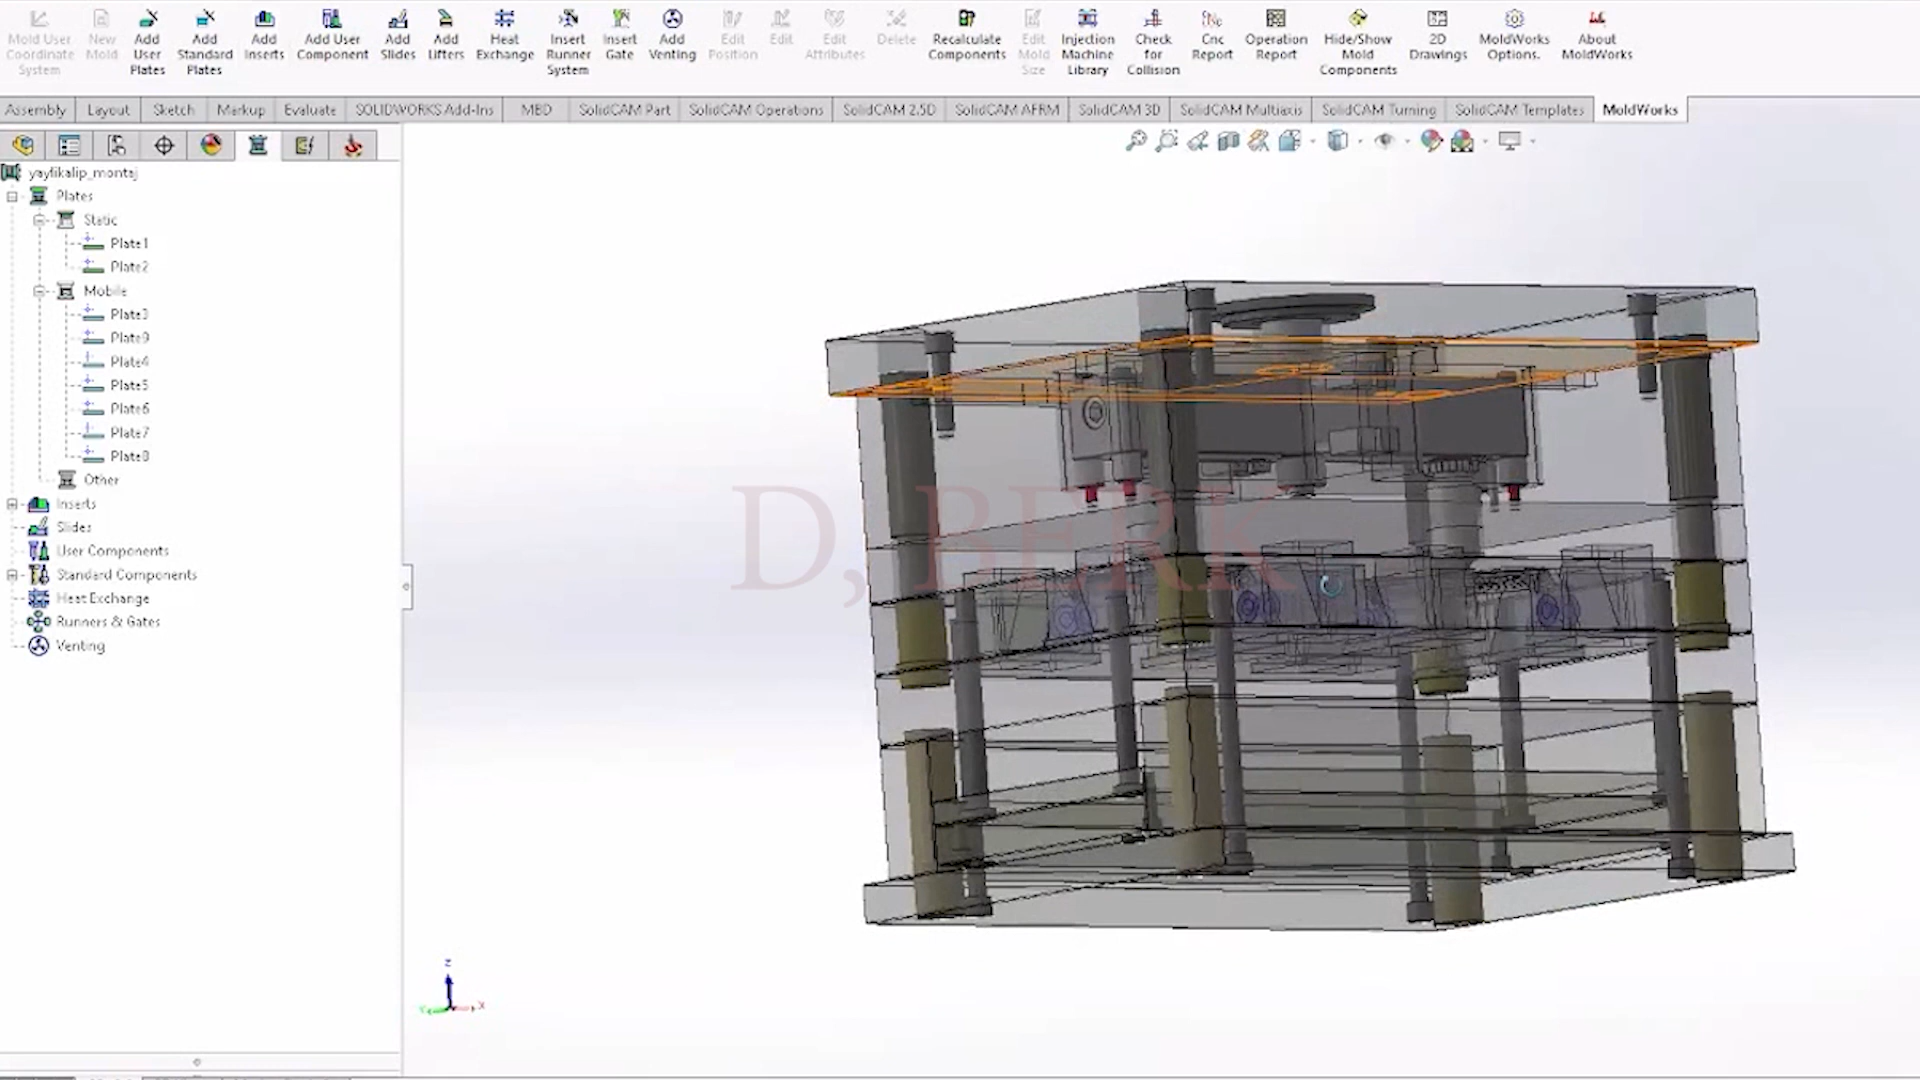 Mold User Coordinate System
New Mold
Add User Plates
Add Standard Plates
Add Inserts
Add User Component
Add Slides
Add Lifters
Heat Exchange
Insert Runner System
Insert Gate
Add Venting
Edit Position
Edit
Edit Attributes
Delete
Recalculate Components
Edit Mold Size
Injection Machine Library
Check for Collision
Cnc Report
Operation Report
Hide/Show Mold Components
2D Drawings
MoldWorks Options.
About MoldWorks
Assembly
Layout
Sketch
Markup
Evaluate
SOLIDWORKS Add-Ins
MBD
SolidCAM Part
SolidCAM Operations
SolidCAM 2.5D
SolidCAM AFRM
SolidCAM 3D
SolidCAM Multiaxis
SolidCAM Turning
SolidCAM Templates
MoldWorks
yaylikalip_montaj
Plates
Static
Plate1
Plate2
Mobile
Plate3
Plate9
Plate4
Plate5
Plate6
Plate7
Plate8
Other
Inserts
Slides
User Components
Standard Components
Heat Exchange
Runners & Gates
Venting
D, BERK
Z
Y
X